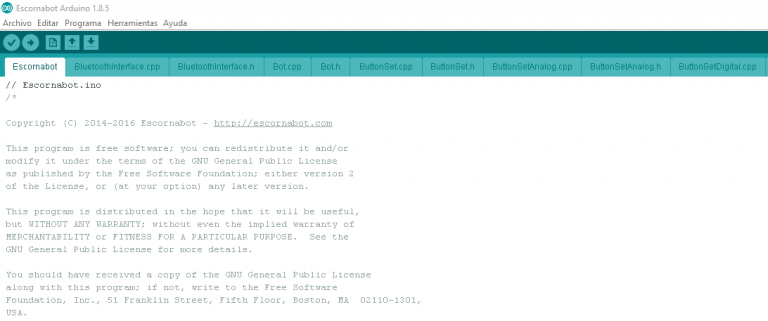 Escornabot Arduino 1.8.5
Archivo Editar Programa Herramientas Ayuda
Escornabot BluetoothInterface.cpp BluetoothInterface.h Bot.cpp Bot.h ButtonSet.cpp ButtonSet.h ButtonSetAnalog.cpp ButtonSetAnalog.h ButtonSetDigital.cpp
// Escornabot.ino
/*
Copyright (C) 2014-2016 Escornabot - http://escornabot.com
This program is free software; you can redistribute it and/or
modify it under the terms of the GNU General Public License
as published by the Free Software Foundation; either version 2
of the License, or (at your option) any later version.
This program is distributed in the hope that it will be useful,
but WITHOUT ANY WARRANTY; without even the implied warranty of
MERCHANTABILITY or FITNESS FOR A PARTICULAR PURPOSE.  See the
GNU General Public License for more details.
You should have received a copy of the GNU General Public License
along with this program; if not, write to the Free Software
Foundation, Inc., 51 Franklin Street, Fifth Floor, Boston, MA  02110-1301,
USA.